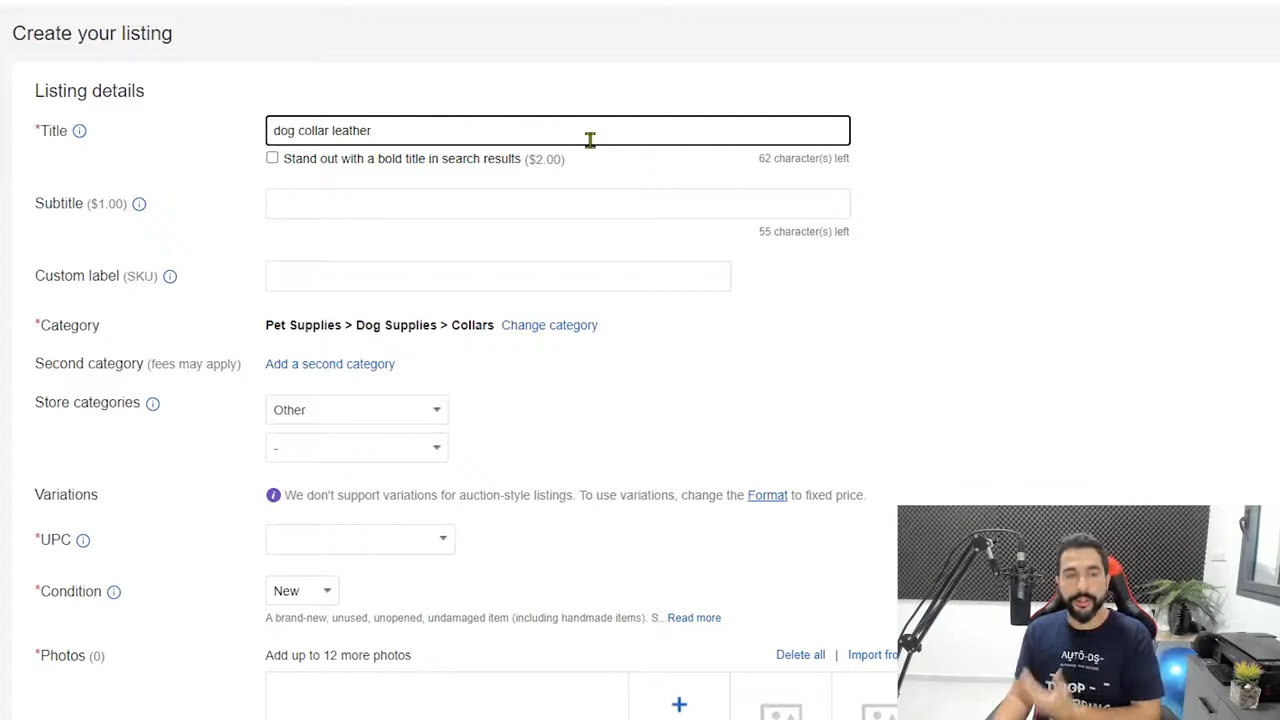 Create your listing
Listing details
*Title
dog collar leather
Stand out with a bold title in search results ($2.00)
62 character(s) left
Subtitle ($1.00)
55 character(s) left
Custom label (SKU)
*Category
Pet Supplies > Dog Supplies > Collars Change category
Second category (fees may apply)
Add a second category
Store categories
Other
-
Variations
We don't support variations for auction-style listings. To use variations, change the Format to fixed price.
*UPC
*Condition
New
A brand-new, unused, unopened, undamaged item (including handmade items). S...Read more
*Photos (0)
Add up to 12 more photos
Delete all | Import fro
AUTO-DS-